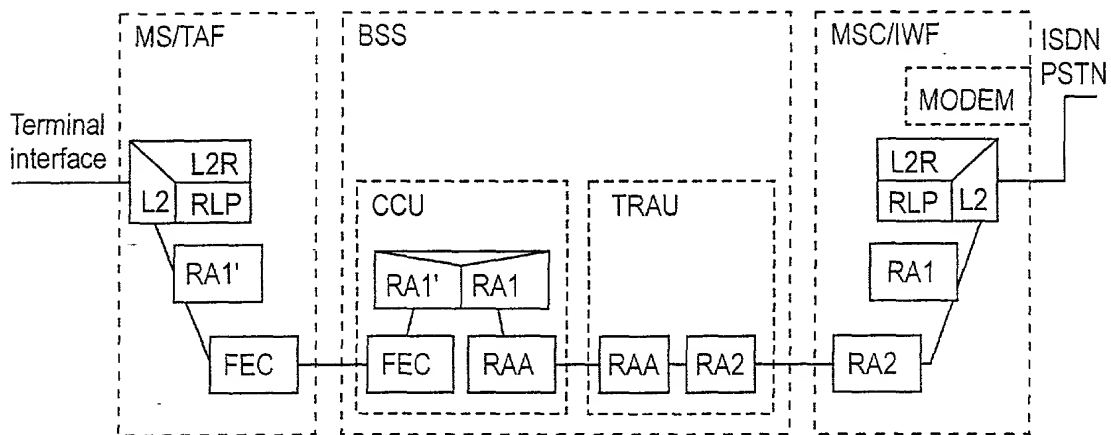 MS/TAF
BSS
MSC/IWF
ISDN
PSTN
MODEM
Terminal
interface
L2R
L2
RLP
L2R
RLP
L2
CCU
TRAU
RA1'
RA1'
RA1
RA1
FEC
FEC
RAA
RAA
RA2
RA2